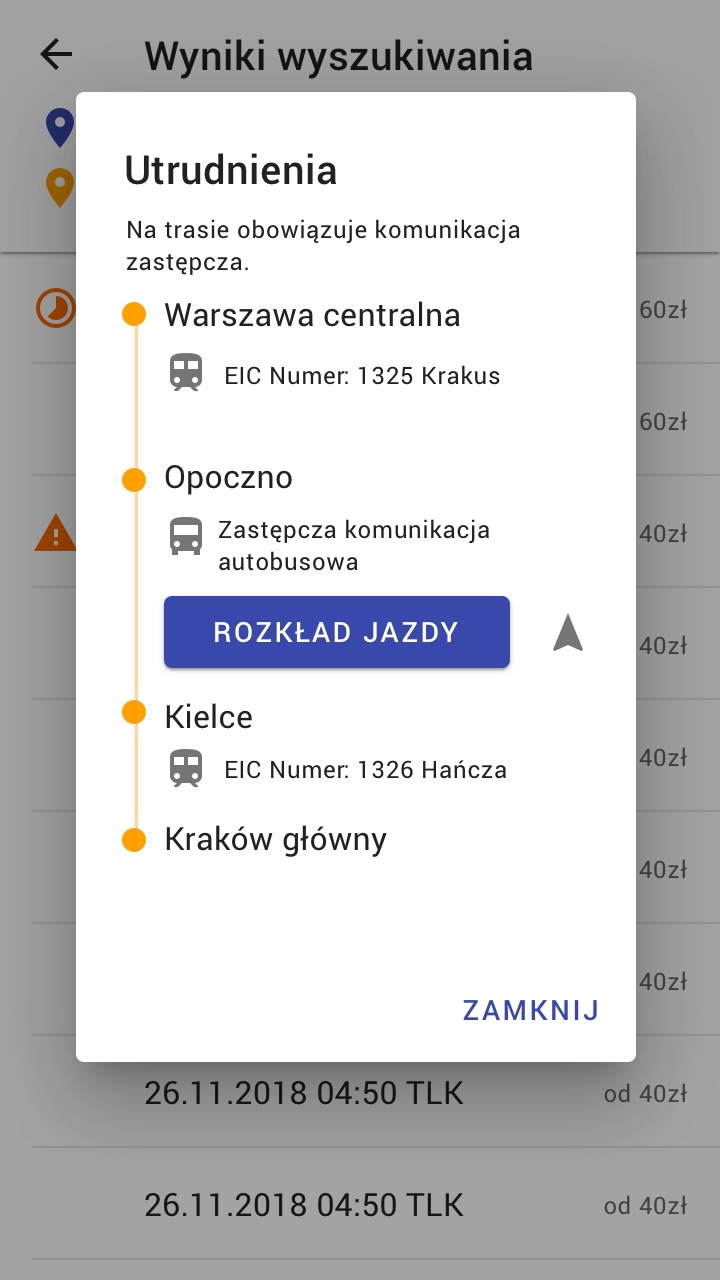 Wyniki wyszukiwania
Utrudnienia
Na trasie obowiązuje komunikacja
zastępcza.
Warszawa centralna
60zł
EIC Numer: 1325 Krakus
60zł
Opoczno
Zastępcza komunikacja
40zł
autobusowa
ROZKŁAD JAZDY
40zł
Kielce
40zł
EIC Numer: 1326 Hańcza
Kraków główny
40zł
40zł
ZAMKNIJ
26.11.2018 04:50 TLK
od 40zł
26.11.2018 04:50 TLK
od 40zł